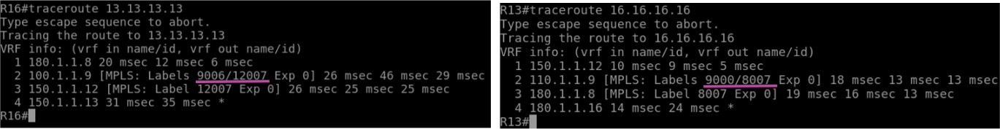 R16#traceroute 13.13.13.13
Type escape sequence to abort.
Tracing the route to 13.13.13.13
VRF info: (vrf in name/id, vrf out name/id)
  1 180.1.1.8 20 msec 12 msec 6 msec
  2 100.1.1.9 [MPLS: Labels 9006/12007 Exp 0] 26 msec 46 msec 29 msec
  3 150.1.1.12 [MPLS: Label 12007 Exp 0] 26 msec 25 msec 25 msec
  4 150.1.1.13 31 msec 35 msec *
R16#
R13#traceroute 16.16.16.16
Type escape sequence to abort.
Tracing the route to 16.16.16.16
VRF info: (vrf in name/id, vrf out name/id)
  1 150.1.1.12 10 msec 9 msec 5 msec
  2 110.1.1.9 [MPLS: Labels 9000/8007 Exp 0] 18 msec 13 msec 13 msec
  3 180.1.1.8 [MPLS: Label 8007 Exp 0] 19 msec 16 msec 13 msec
  4 180.1.1.16 14 msec 24 msec *
R13#